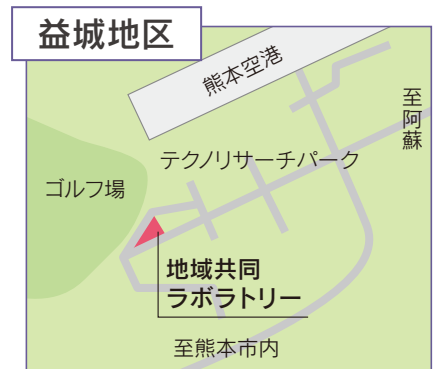 益城地区
熊本空港
至阿蘇
テクノリサーチパーク
ゴルフ場
地域共同
ラボラトリー
至熊本市内